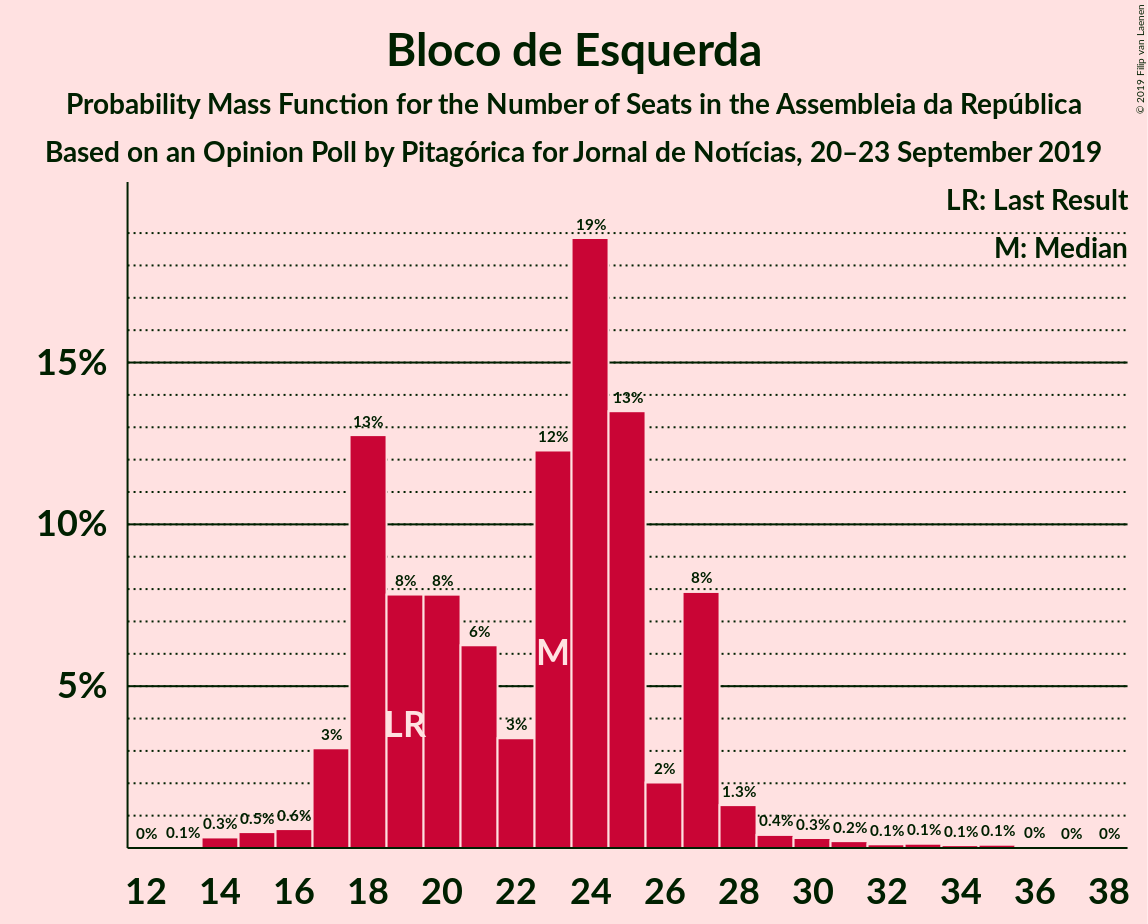 Bloco de Esquerda
Probability Mass Function for the Number of Seats in the Assembleia da República
Based on an Opinion Poll by Pitagórica for Jornal de Notícias, 20–23 September 2019
© 2019 Filip van Laenen
LR: Last Result
M: Median
15%
10%
5%
0% 0.1% 0.3% 0.5% 0.6% 3% 13% 8% 8% 6% 3% 12% 19% 13% 2% 8% 1.3% 0.4% 0.3% 0.2% 0.1% 0.1% 0.1% 0.1% 0% 0% 0%
LR
M
12 14 16 18 20 22 24 26 28 30 32 34 36 38